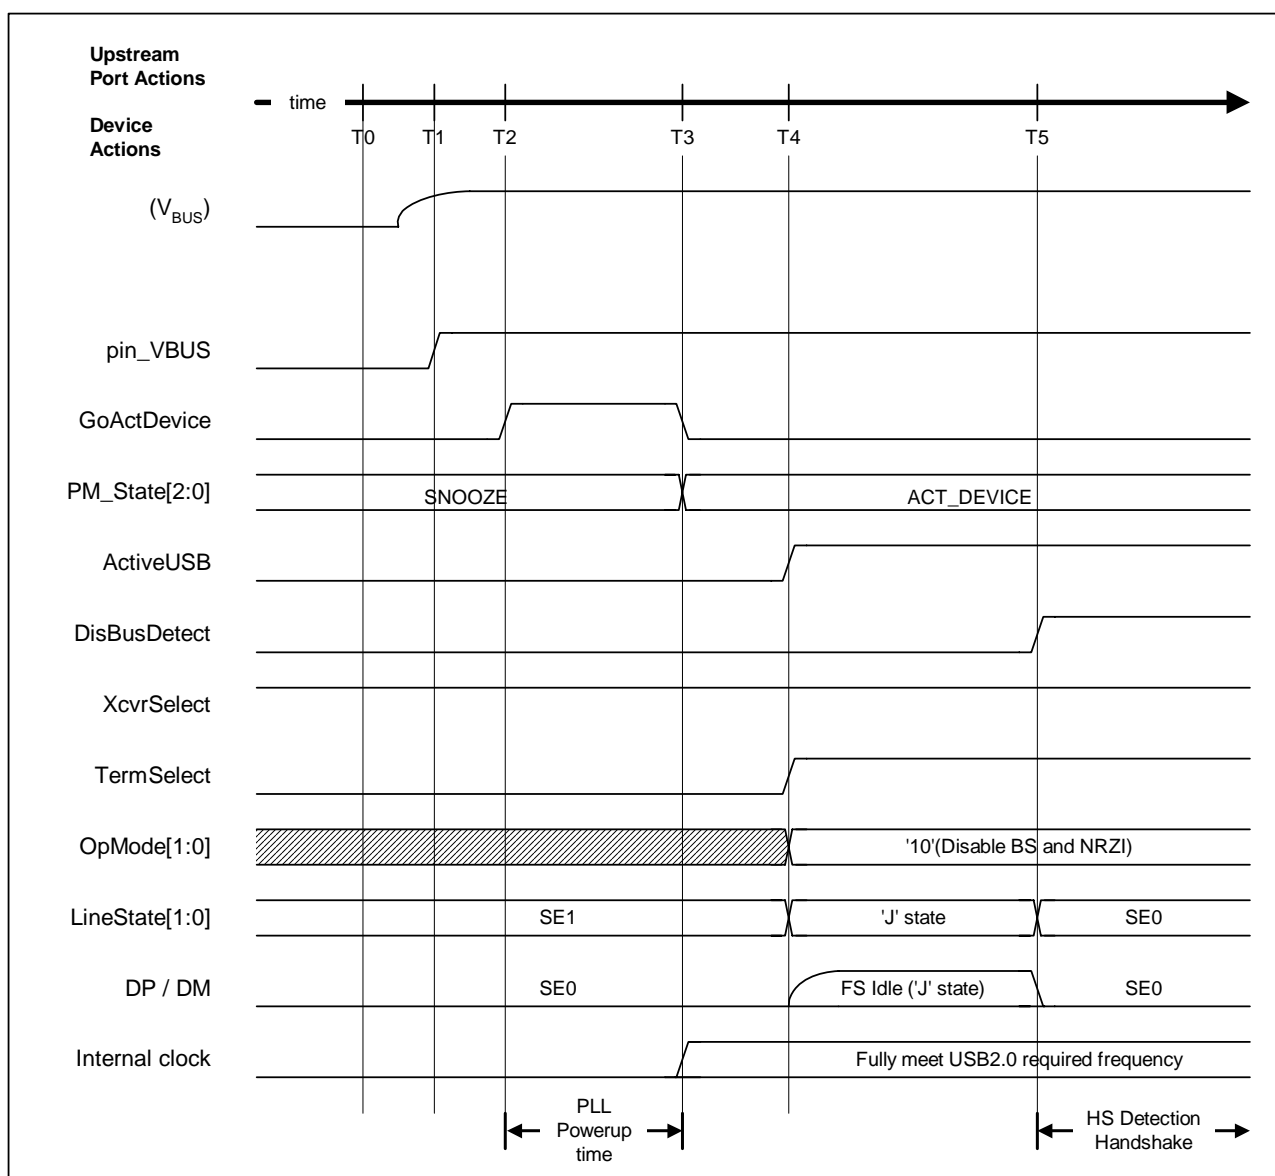 Upstream
Port Actions
time
Device
Actions
T0 T1 T2 T3 T4 T5
(VBUS)
pin_VBUS
GoActDevice
PM_State[2:0]
SNOOZE
ACT_DEVICE
ActiveUSB
DisBusDetect
XcvrSelect
TermSelect
OpMode[1:0]
'10'(Disable BS and NRZI)
LineState[1:0]
SE1
'J' state
SE0
DP / DM
SE0
FS Idle ('J' state)
SE0
Internal clock
Fully meet USB2.0 required frequency
PLL
Powerup
time
HS Detection
Handshake